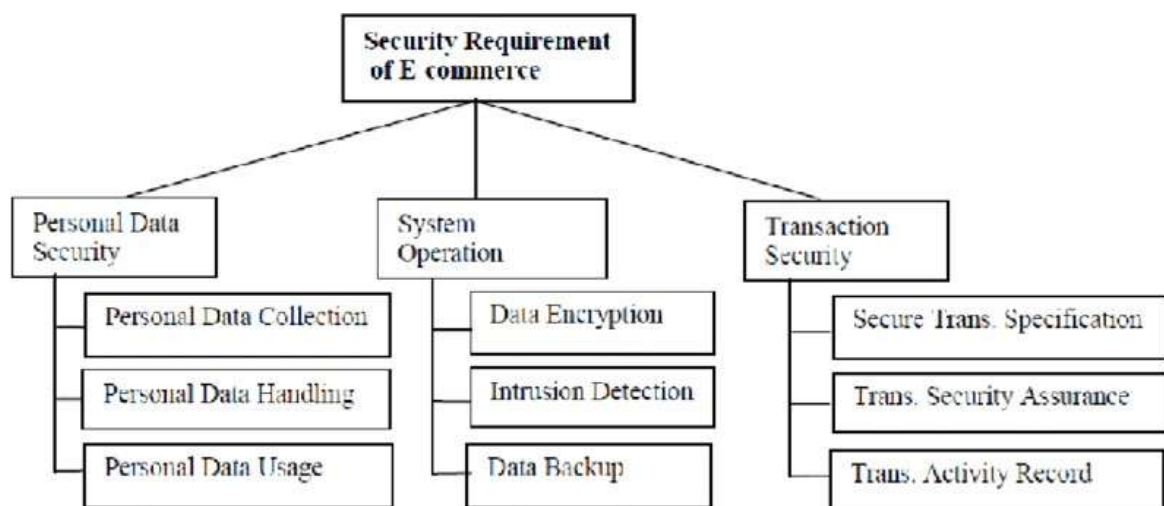 Security Requirement
of E commerce
Personal Data
Security
Personal Data Collection
Personal Data Handling
Personal Data Usage
System
Operation
Data Encryption
Intrusion Detection
Data Backup
Transaction
Security
Secure Trans. Specification
Trans. Security Assurance
Trans. Activity Record